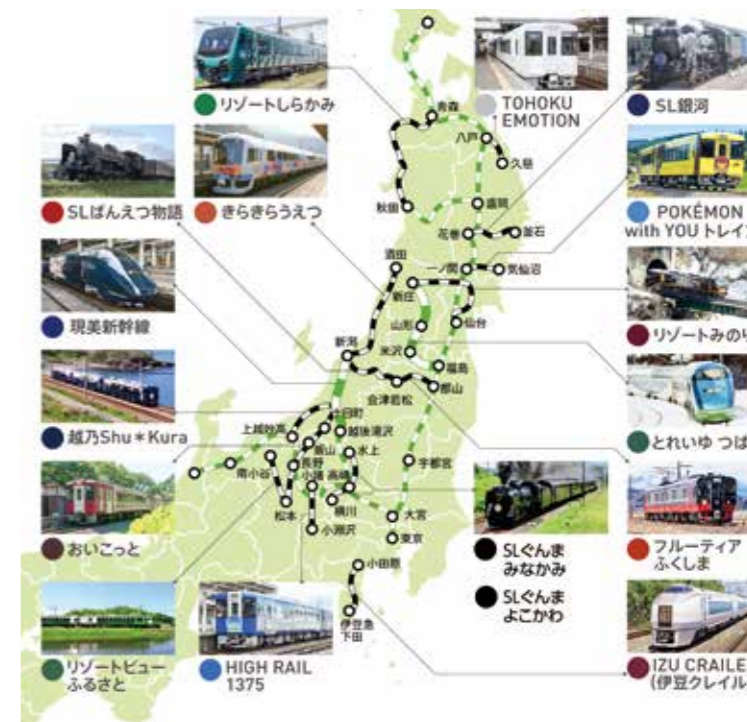 リゾートしらかみ
TOHOKU
EMOTION
SL銀河
SLばんえつ物語
きらきらうえつ
POKÉMON
with YOU トレイン
現美新幹線
リゾートみのり
越乃Shu*Kura
とれいゆ つば
おいこっと
SLぐんま
みなかみ
SLぐんま
よこかわ
フルーティア
ふくしま
リゾートビュー
ふるさと
HIGH RAIL
1375
IZU CRAILE
(伊豆クレイル
青森
八戸
久慈
秋田
盛岡
花巻
釜石
一ノ関
気仙沼
酒田
新庄
山形
仙台
新潟
米沢
福島
会津若松
郡山
十日町
上越妙高
越後湯沢
飯山
水上
長野
南小谷
小諸
高崎
宇都宮
横川
松本
小淵沢
大宮
東京
小田原
伊豆急
下田